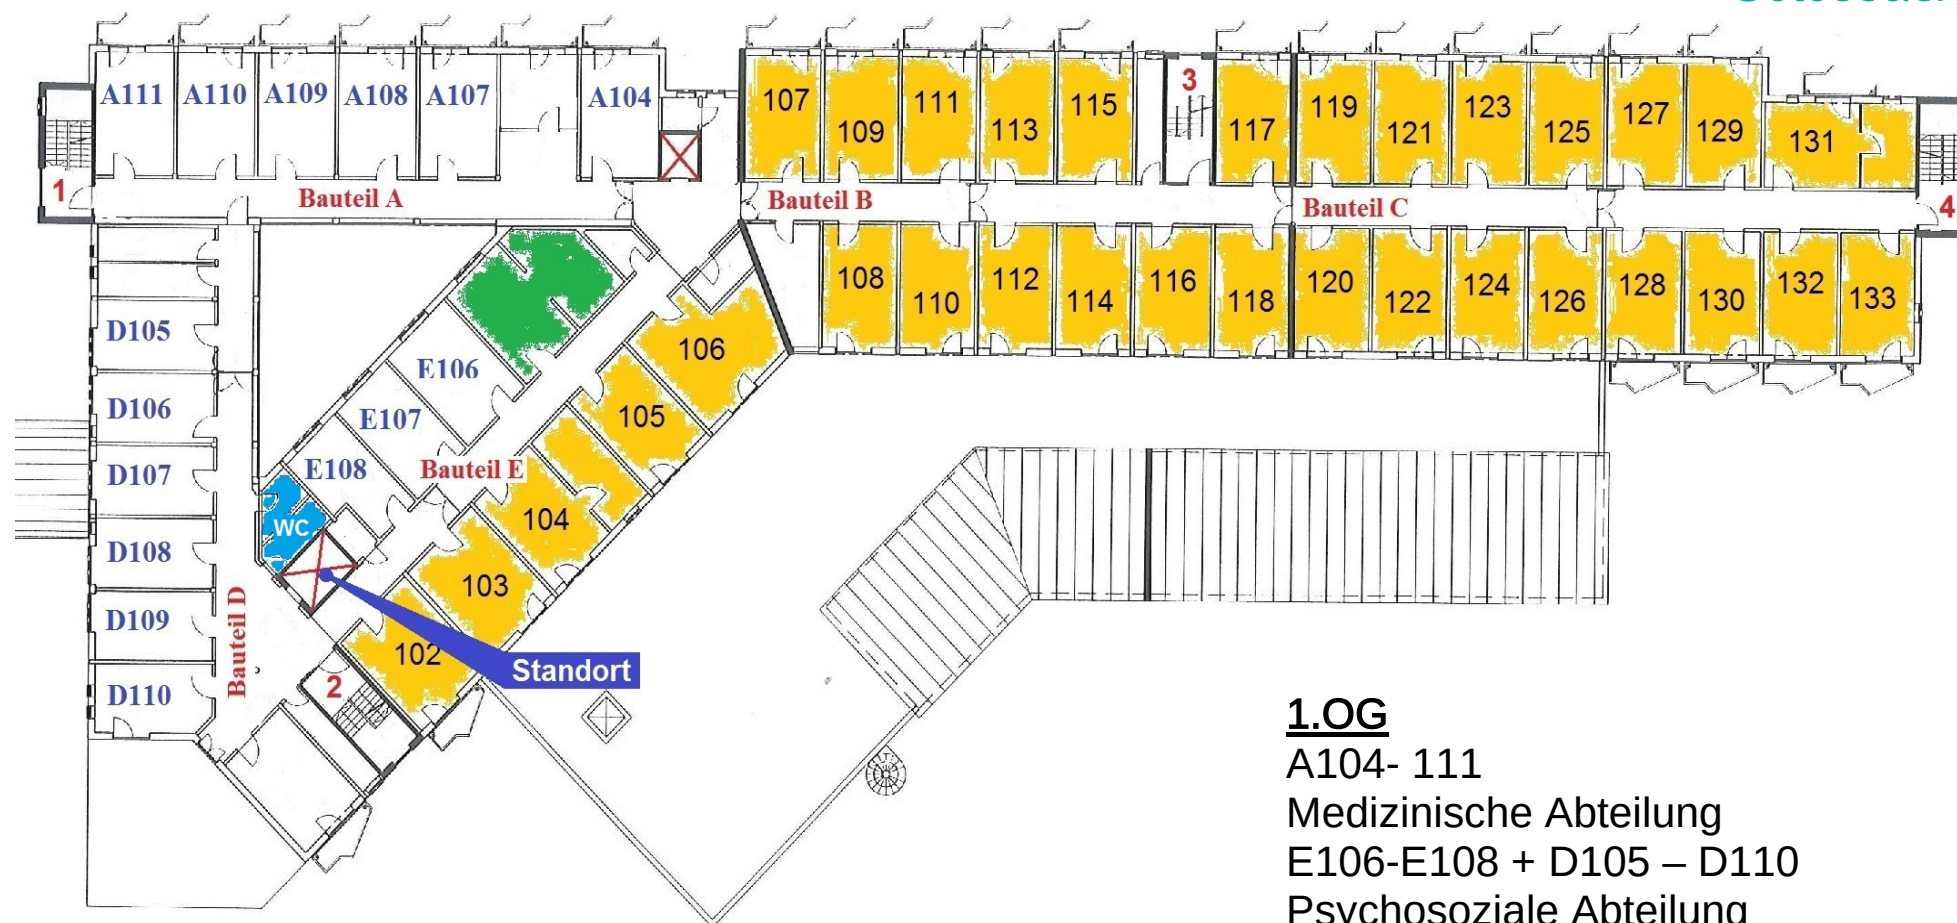 A111 A110 A109 A108 A107 A104
107 109 111 113 115 3 117 119 121 123 125 127 129 131
1 Bauteil A Bauteil B Bauteil C 4
108 110 112 114 116 118 120 122 124 126 128 130 132 133
D105
106
E106
D106
105
E107
E108 Bauteil E
D107
104
WC
D108
103
D109
Bauteil D
102
Standort
2
D110
1.OG
A104- 111
Medizinische Abteilung
E106-E108 + D105 – D110
Psychosoziale Abteilung